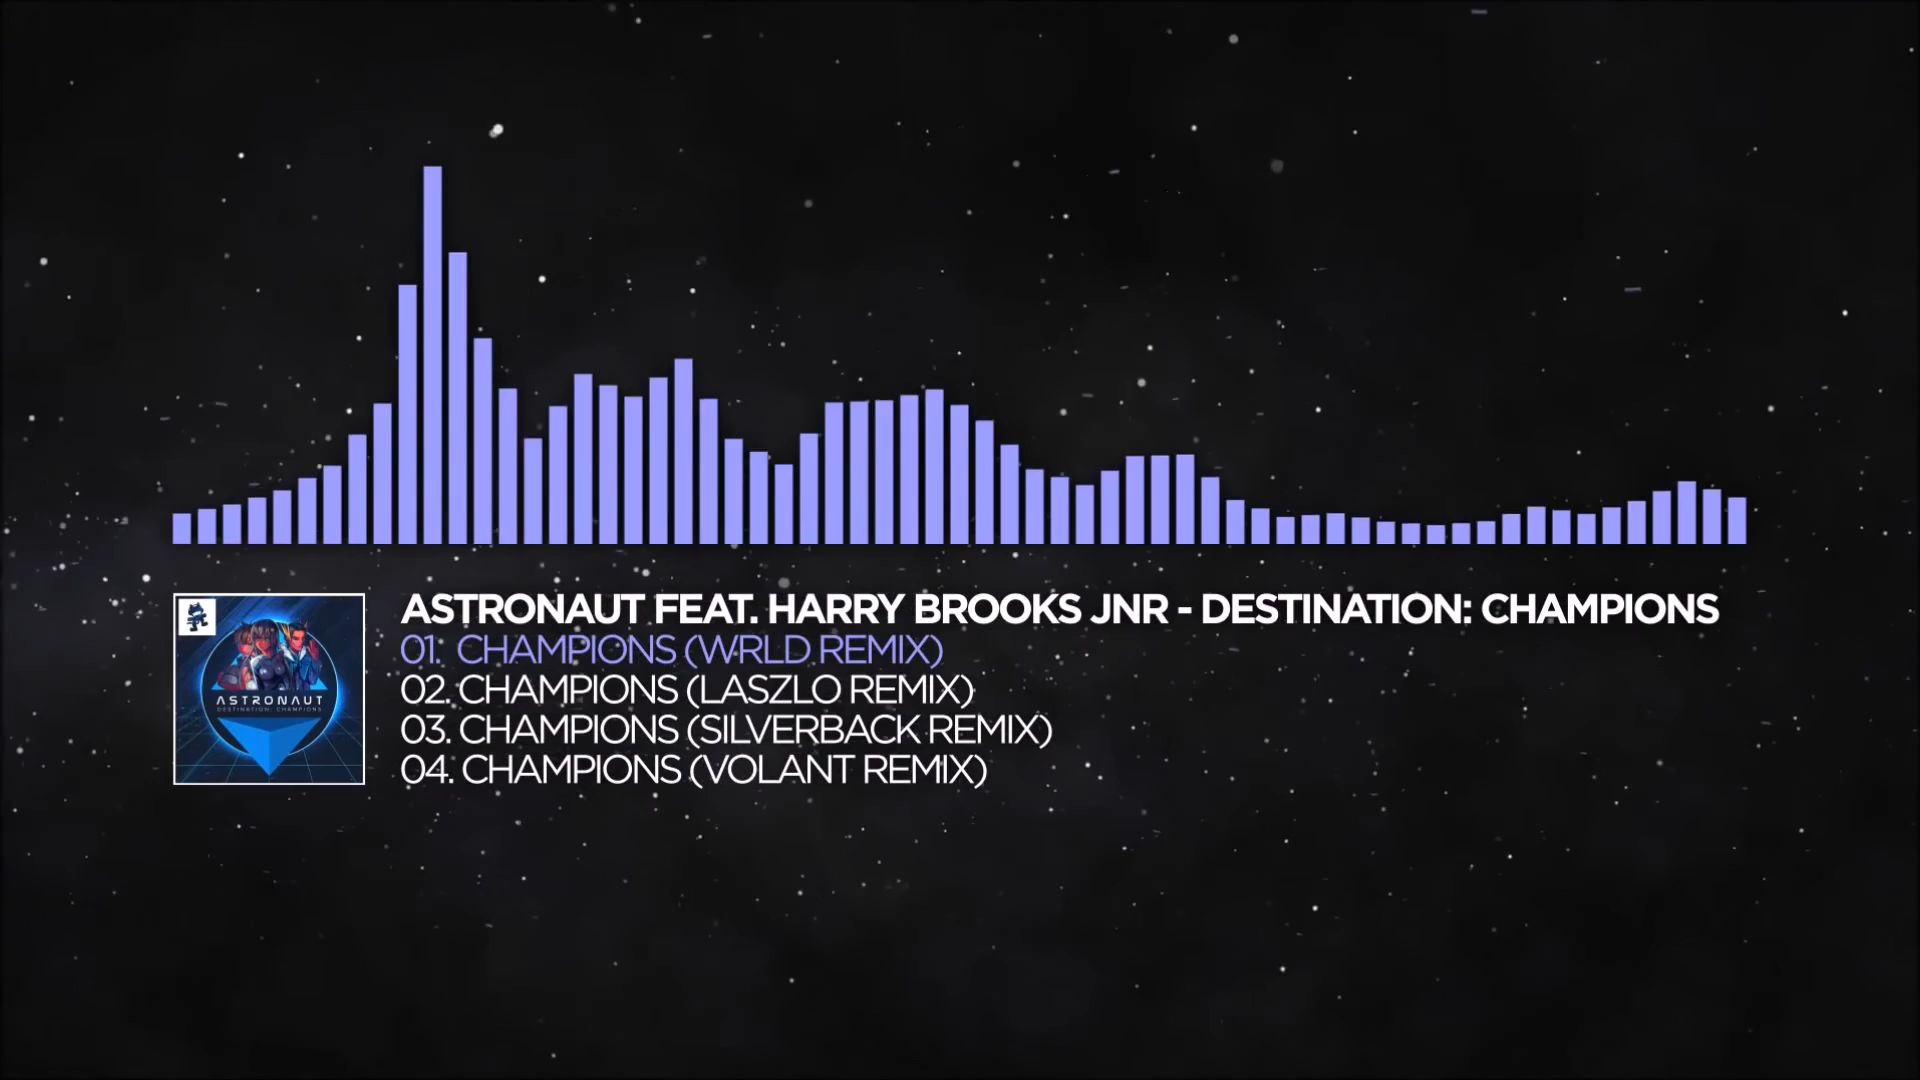 ASTRONAUT FEAT. HARRY BROOKS JNR - DESTINATION: CHAMPIONS
01. CHAMPIONS (WRLD REMIX)
02. CHAMPIONS (LASZLO REMIX)
03. CHAMPIONS (SILVERBACK REMIX)
04. CHAMPIONS (VOLANT REMIX)
ASTRONAUT
DESTINATION: CHAMPIONS